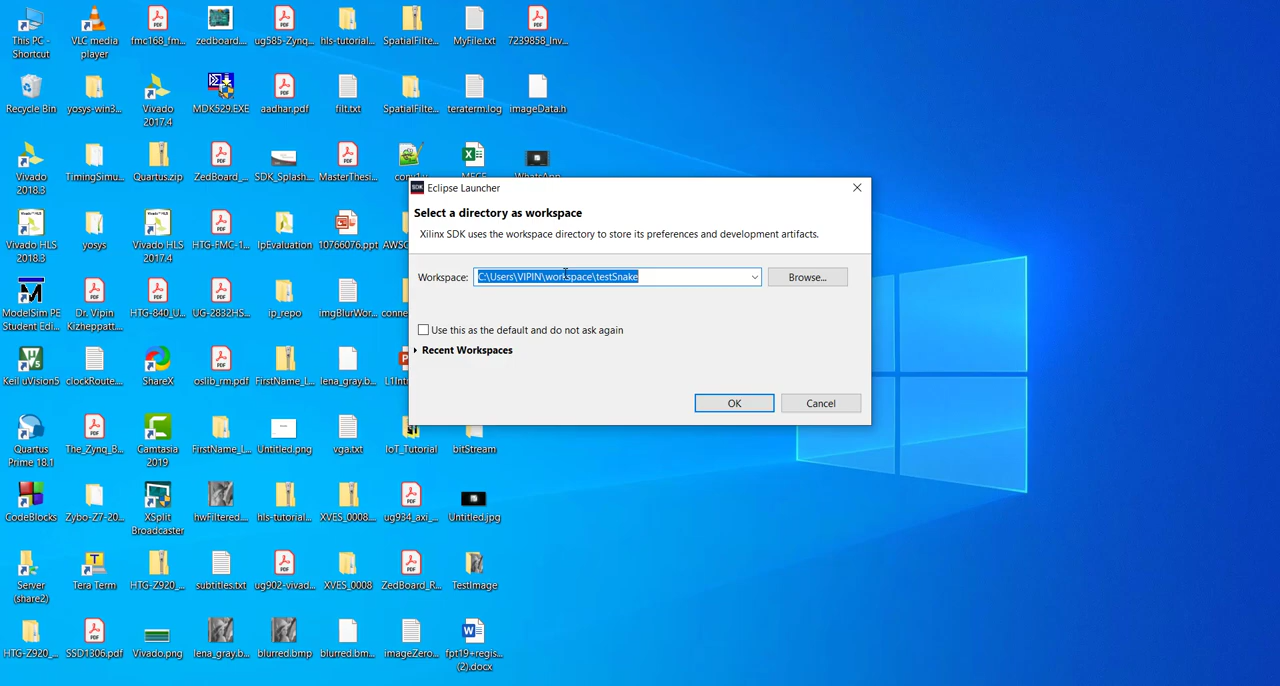 This PC - Shortcut
VLC media player
fmc168_fm...
zedboard....
ug585-Zynq...
hls-tutorial...
SpatialFilte...
MyFile.txt
7239858_Inv...
Recycle Bin
yosys-win3...
Vivado 2017.4
MDK529.EXE
aadhar.pdf
filt.txt
SpatialFilte...
teraterm.log
imageData.h
Vivado 2018.3
TimingSimu...
Quartus.zip
ZedBoard_...
SDK_Splash...
MasterThesi...
Vivado HLS 2018.3
yosys
Vivado HLS 2017.4
HTG-FMC-1...
IpEvaluation
10766076.ppt
ModelSim PE Student Edi...
Dr. Vipin Kizheppatt...
HTG-840_U...
UG-2832HS...
ip_repo
imgBlurWor...
Keil uVision5
clockRoute...
ShareX
oslib_rm.pdf
FirstName_L...
lena_gray.b...
Quartus Prime 18.1
The_Zynq_B...
Camtasia 2019
FirstName_L...
Untitled.png
vga.txt
IoT_Tutorial
bitStream
CodeBlocks
Zybo-Z7-20...
XSplit Broadcaster
hwFiltered....
hls-tutorial...
XVES_0008...
ug934_axi_...
Untitled.jpg
Server (share2)
Tera Term
HTG-Z920_...
subtitles.txt
ug902-vivad...
XVES_0008
ZedBoard_R...
TestImage
HTG-Z920_...
SSD1306.pdf
Vivado.png
lena_gray.b...
blurred.bmp
blurred.bm...
imageZero...
fpt19+regis... (2).docx
SDK Eclipse Launcher
Select a directory as workspace
Xilinx SDK uses the workspace directory to store its preferences and development artifacts.
Workspace: C:\Users\VIPIN\workspace\testSnake Browse...
Use this as the default and do not ask again
Recent Workspaces
OK Cancel